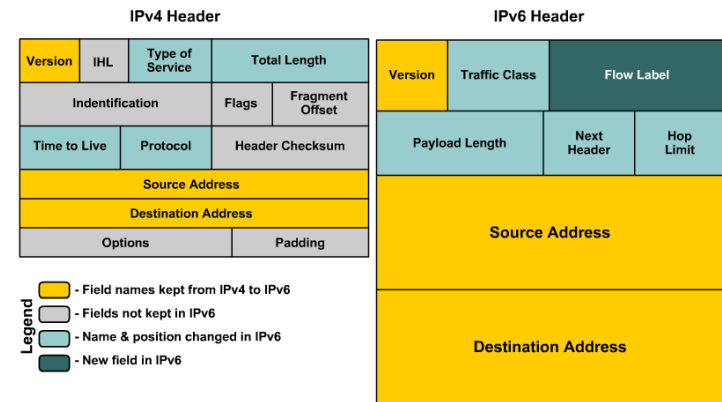 IPv4 Header
Version IHL Type of Service Total Length
Indentification Flags Fragment Offset
Time to Live Protocol Header Checksum
Source Address
Destination Address
Options Padding
Legend
- Field names kept from IPv4 to IPv6
- Fields not kept in IPv6
- Name & position changed in IPv6
- New field in IPv6
IPv6 Header
Version Traffic Class Flow Label
Payload Length Next Header Hop Limit
Source Address
Destination Address